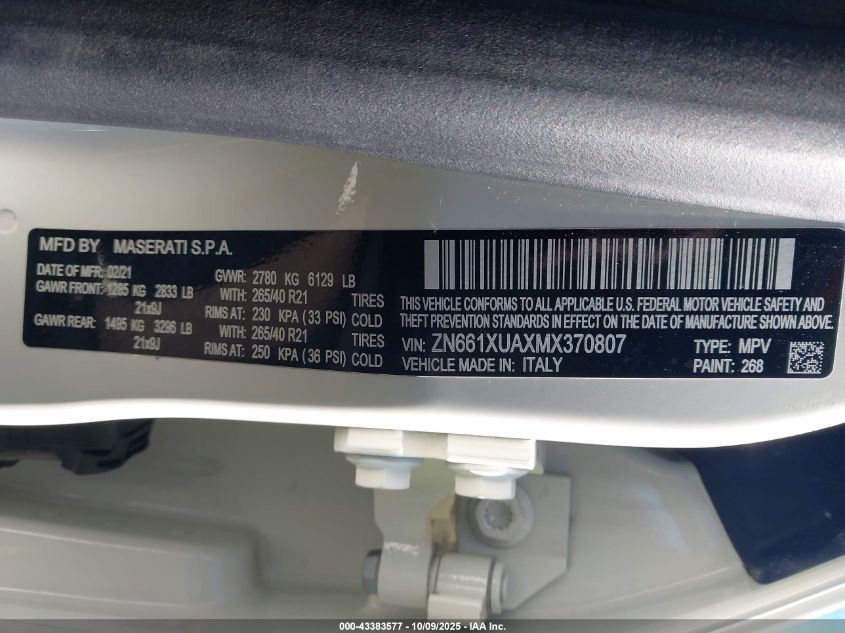 MFD BY MASERATI S.P.A.
DATE OF MFR: 02/21 GVWR: 2780 KG 6129 LB
GAWR FRONT: 1285 KG 2833 LB WITH: 265/40 R21 TIRES
21x9J RIMS AT: 230 KPA (33 PSI) COLD
GAWR REAR: 1495 KG 3296 LB WITH: 265/40 R21 TIRES
21x9J RIMS AT: 250 KPA (36 PSI) COLD
THIS VEHICLE CONFORMS TO ALL APPLICABLE U.S. FEDERAL MOTOR VEHICLE SAFETY AND
THEFT PREVENTION STANDARDS IN EFFECT ON THE DATE OF MANUFACTURE SHOWN ABOVE.
VIN: ZN661XUAXMX370807 TYPE: MPV
VEHICLE MADE IN: ITALY PAINT: 268
000-43383577 - 10/09/2025 - IAA Inc.